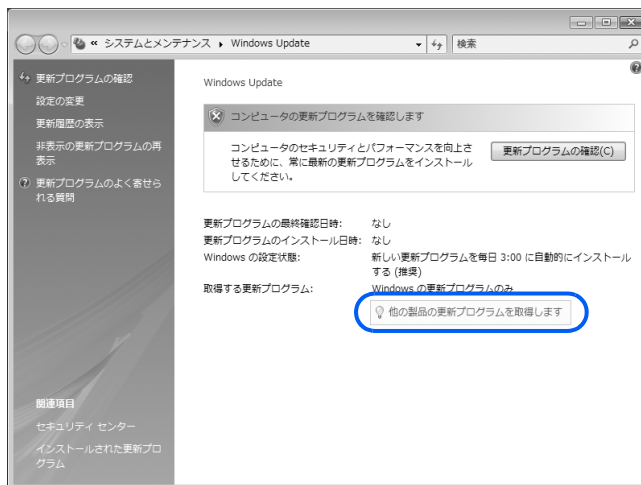 « システムとメンテナンス ▸ Windows Update
検索
更新プログラムの確認
設定の変更
更新履歴の表示
非表示の更新プログラムの再
表示
更新プログラムのよく寄せら
れる質問
関連項目
セキュリティ センター
インストールされた更新プロ
グラム
Windows Update
コンピュータの更新プログラムを確認します
コンピュータのセキュリティとパフォーマンスを向上さ
せるために、常に最新の更新プログラムをインストール
してください。
更新プログラムの確認(C)
更新プログラムの最終確認日時: なし
更新プログラムのインストール日時: なし
Windows の設定状態: 新しい更新プログラムを毎日 3:00 に自動的にインストール
する (推奨)
取得する更新プログラム: Windows の更新プログラムのみ
他の製品の更新プログラムを取得します